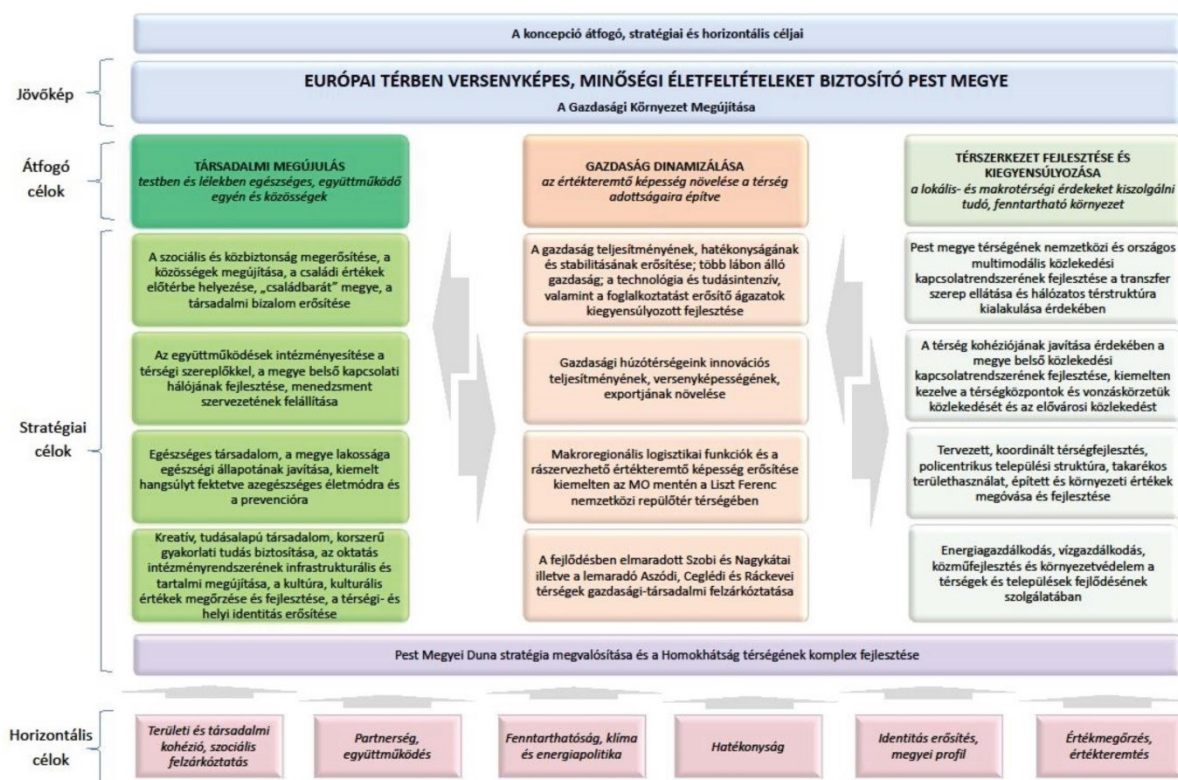 A koncepció átfogó, stratégiai és horizontális céljai
Jövőkép
EURÓPAI TÉRBEN VERSENYKÉPES, MINŐSÉGI ÉLETFELTÉTELEKET BIZTOSÍTÓ PEST MEGYE
A Gazdasági Környezet Megújítása
Átfogó
célok
TÁRSADALMI MEGÚJULÁS
testben és lélekben egészséges, együttműködő
egyén és közösségek
GAZDASÁG DINAMIZÁLÁSA
az értékteremtő képesség növelése a térség
adottságaira építve
TÉRSZERKEZET FEJLESZTÉSE ÉS
KIEGYENSÚLYOZÁSA
a lokális- és makrotérségi érdekeket kiszolgálni
tudó, fenntartható környezet
Stratégiai
célok
A szociális és közbiztonság megerősítése, a
közösségek megújítása, a családi értékek
előtérbe helyezése, „családbarát” megye, a
társadalmi bizalom erősítése
A gazdaság teljesítményének, hatékonyságának
és stabilitásának erősítése; több lábon álló
gazdaság; a technológia és tudásintenzív,
valamint a foglalkoztatást erősítő ágazatok
kiegyensúlyozott fejlesztése
Pest megye térségének nemzetközi és országos
multimodális közlekedési
kapcsolatrendszerének fejlesztése a transzfer
szerep ellátása és hálózatos térstruktúra
kialakulása érdekében
Az együttműködések intézményesítése a
térségi szereplőkkel, a megye belső kapcsolati
hálójának fejlesztése, menedzsment
szervezetének felállítása
Gazdasági húzótérségeink innovációs
teljesítményének, versenyképességének,
exportjának növelése
A térség kohéziójának javítása érdekében a
megye belső közlekedési
kapcsolatrendszerének fejlesztése, kiemelten
kezelve a térségközpontok és vonzáskörzetük
közlekedését és az elővárosi közlekedést
Egészséges társadalom, a megye lakossága
egészségi állapotának javítása, kiemelt
hangsúlyt fektetve azegészséges életmódra és
a prevencióra
Makroregionális logisztikai funkciók és a
rászervezhető értékteremtő képesség erősítése
kiemelten az MO mentén a Liszt Ferenc
nemzetközi repülőtér térségében
Tervezett, koordinált térségfejlesztés,
policentrikus települési struktúra, takarékos
területhasználat, épített és környezeti értékek
megóvása és fejlesztése
Kreatív, tudásalapú társadalom, korszerű
gyakorlati tudás biztosítása, az oktatás
intézményrendszerének infrastrukturális és
tartalmi megújítása, a kultúra, kulturális
értékek megőrzése és fejlesztése, a térségi- és
helyi identitás erősítése
A fejlődésben elmaradott Szobi és Nagykátai
illetve a lemaradó Aszódi, Ceglédi és Ráckevei
térségek gazdasági-társadalmi felzárkóztatása
Energiagazdálkodás, vízgazdálkodás,
közműfejlesztés és környezetvédelem a
térségek és települések fejlődésének
szolgálatában
Pest Megyei Duna stratégia megvalósítása és a Homokhátság térségének komplex fejlesztése
Horizontális
célok
Területi és társadalmi
kohézió, szociális
felzárkóztatás
Partnerség,
együttműködés
Fenntarthatóság, klíma
és energiapolitika
Hatékonyság
Identitás erősítés,
megyei profil
Értékmegőrzés,
értékteremtés